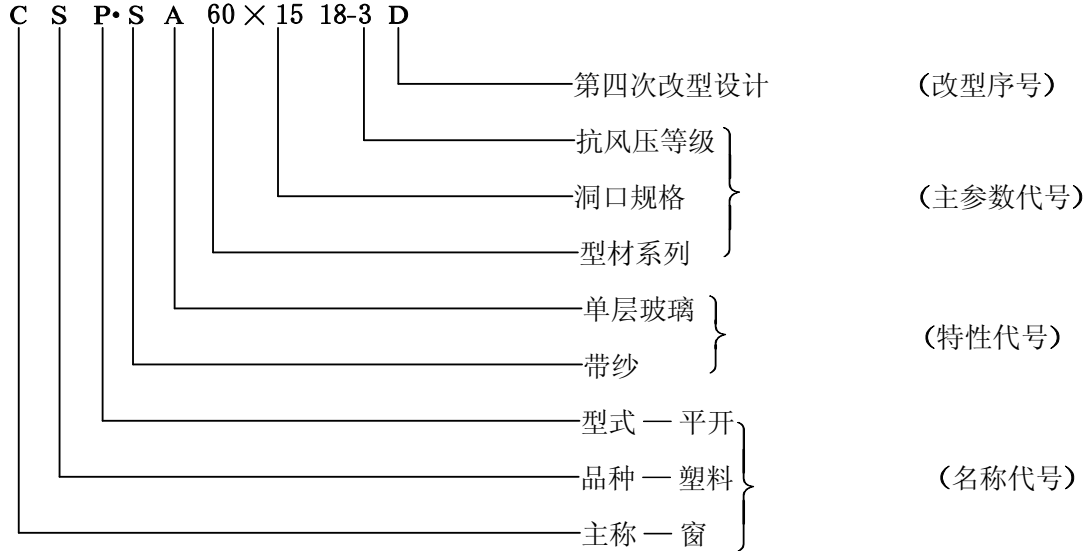 C S P·S A 60×15 18-3 D
第四次改型设计 (改型序号)
抗风压等级
洞口规格 (主参数代号)
型材系列
单层玻璃
(特性代号)
带纱
型式—平开
品种—塑料 (名称代号)
主称—窗